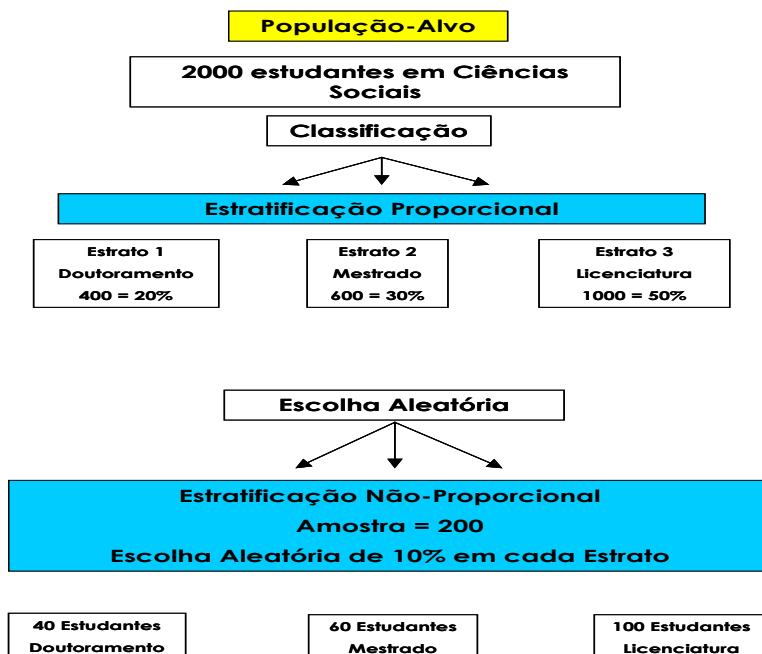 População-Alvo
2000 estudantes em Ciências
Sociais
Classificação
Estratificação Proporcional
Estrato 1
Doutoramento
400 = 20%
Estrato 2
Mestrado
600 = 30%
Estrato 3
Licenciatura
1000 = 50%
Escolha Aleatória
Estratificação Não-Proporcional
Amostra = 200
Escolha Aleatória de 10% em cada Estrato
40 Estudantes
Doutoramento
60 Estudantes
Mestrado
100 Estudantes
Licenciatura